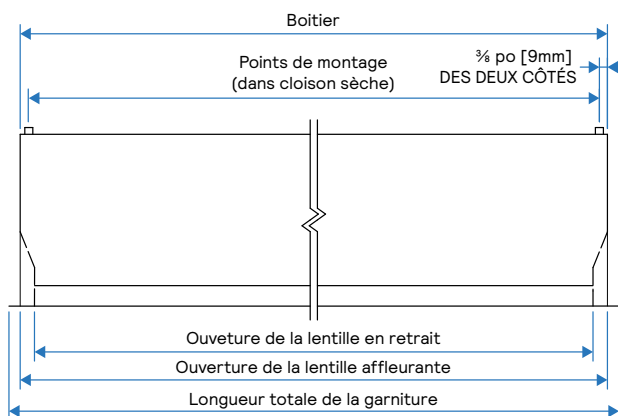 Boitier
Points de montage
(dans cloison sèche)
⅜ po [9mm]
DES DEUX CÔTÉS
Ouveture de la lentille en retrait
Ouverture de la lentille affleurante
Longueur totale de la garniture